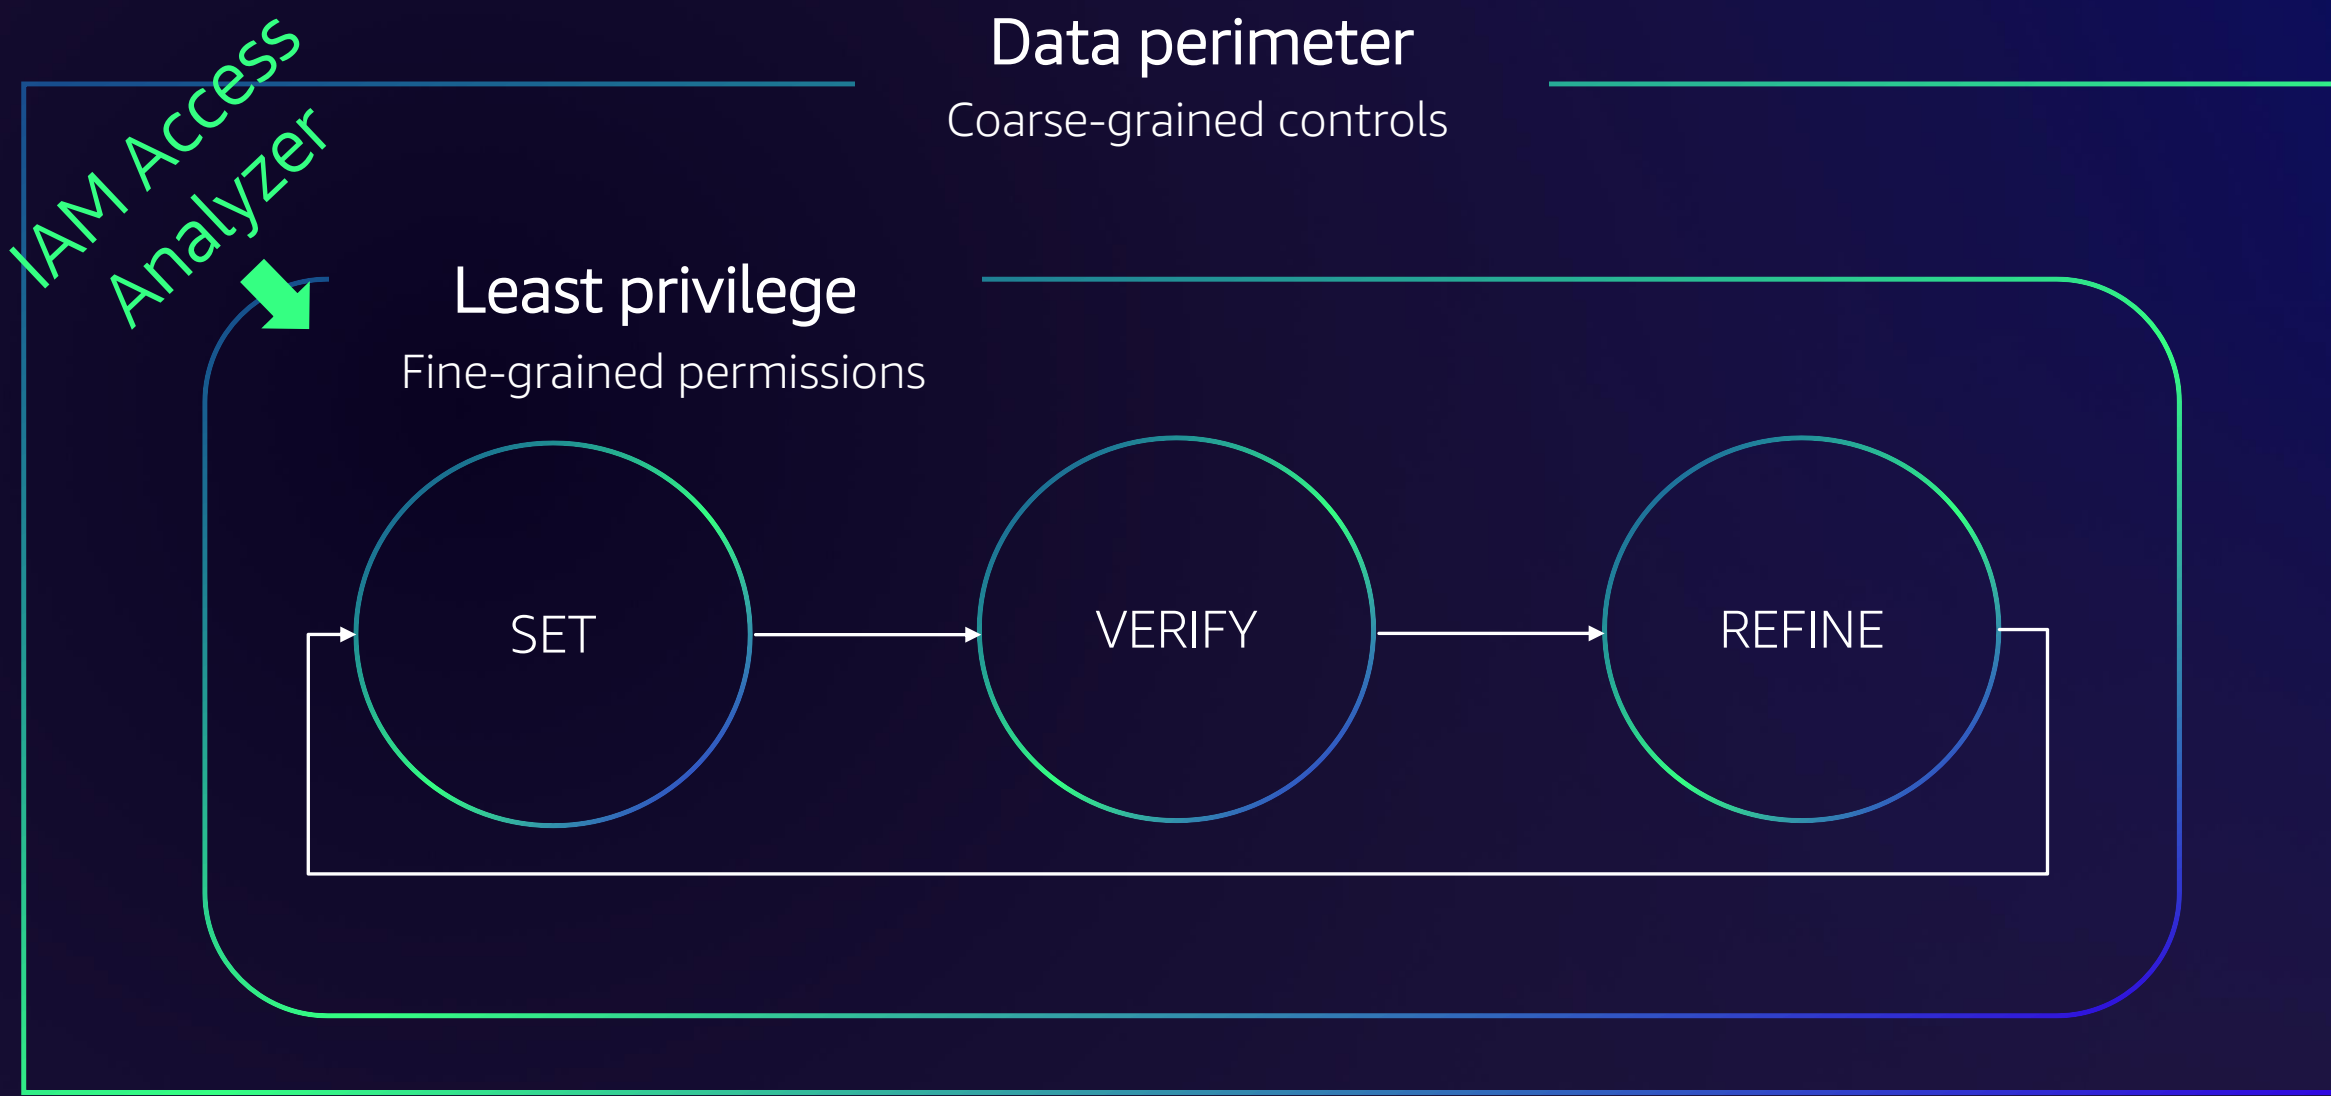 Data perimeter
Coarse-grained controls
IAM Access
Analyzer
Least privilege
Fine-grained permissions
SET
VERIFY
REFINE